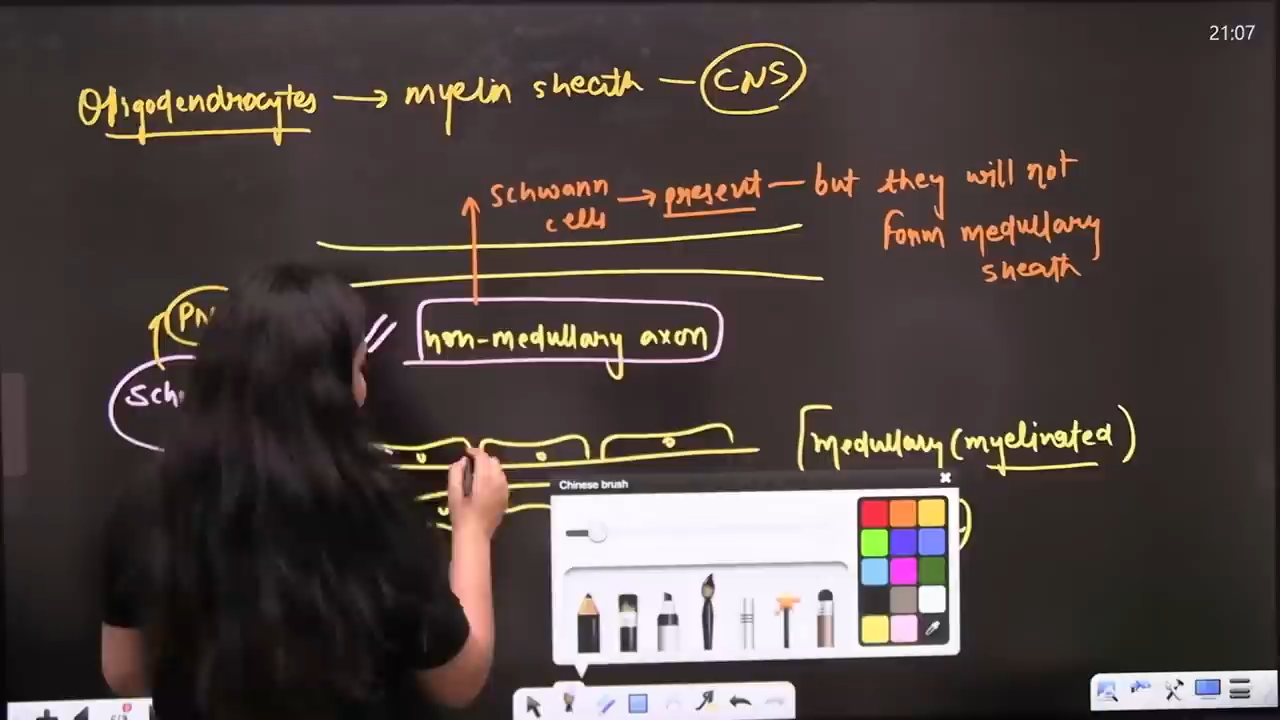 21:07
Oligodendrocytes → myelin sheath — CNS
Schwann cells → present — but they will not
form medullary
sheath
non-medullary axon
medullary (myelinated)
Chinese brush